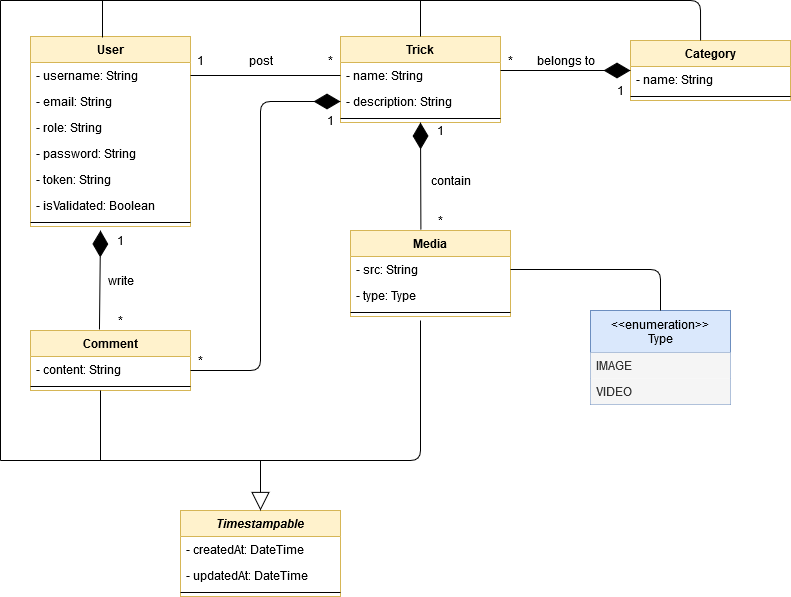 User
- username: String
- email: String
- role: String
- password: String
- token: String
- isValidated: Boolean
1
post
*
Trick
- name: String
- description: String
*
belongs to
1
Category
- name: String
1
1
contain
*
1
write
*
Media
- src: String
- type: Type
<<enumeration>>
Type
IMAGE
VIDEO
Comment
- content: String
*
Timestampable
- createdAt: DateTime
- updatedAt: DateTime